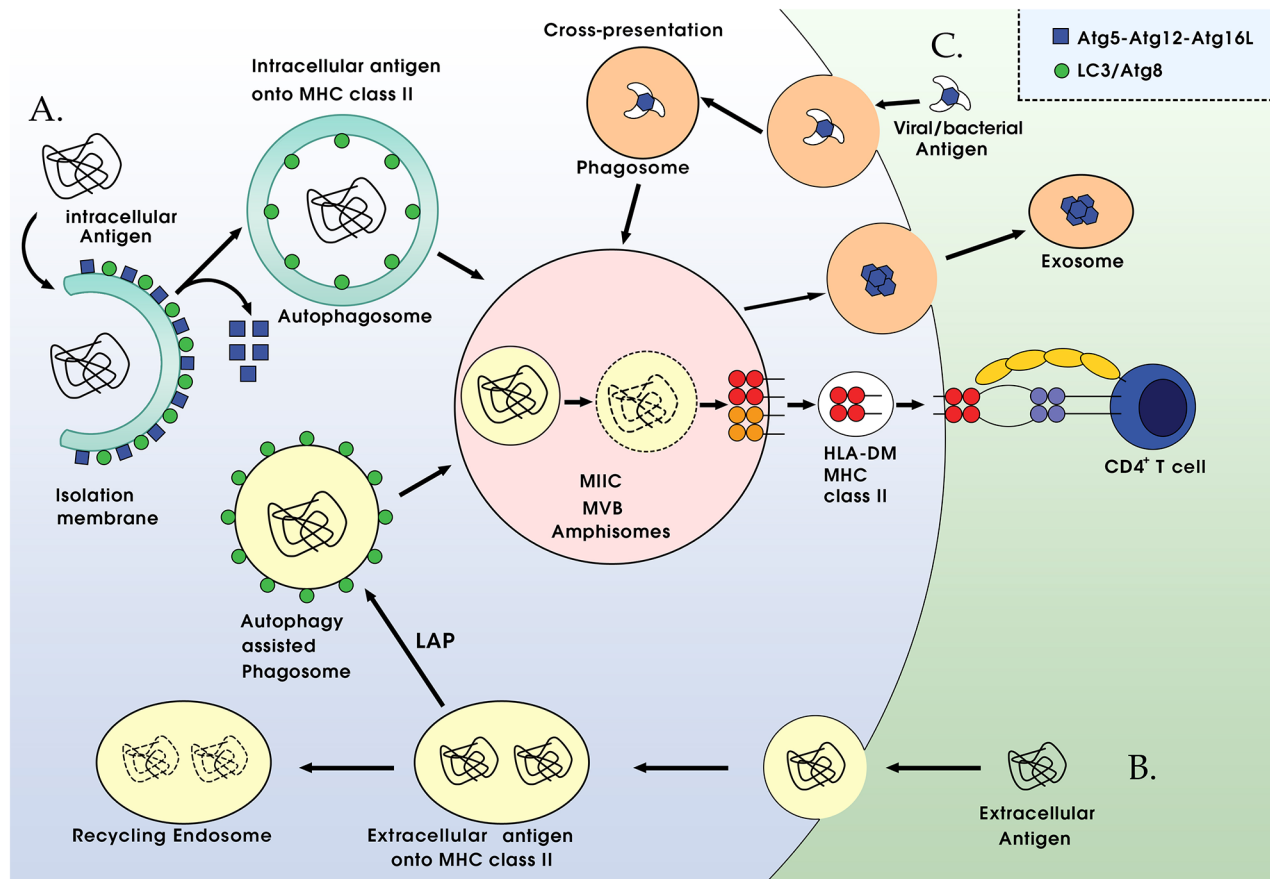 A.
Intracellular antigen
onto MHC class II
Cross-presentation
C.
Atg5-Atg12-Atg16L
LC3/Atg8
Viral/bacterial
Antigen
Phagosome
intracellular
Antigen
Autophagosome
Exosome
Isolation
membrane
MIIC
MVB
Amphisomes
HLA-DM
MHC
class II
CD4+ T cell
Autophagy
assisted
Phagosome
LAP
Recycling Endosome
Extracellular antigen
onto MHC class II
Extracellular
Antigen
B.